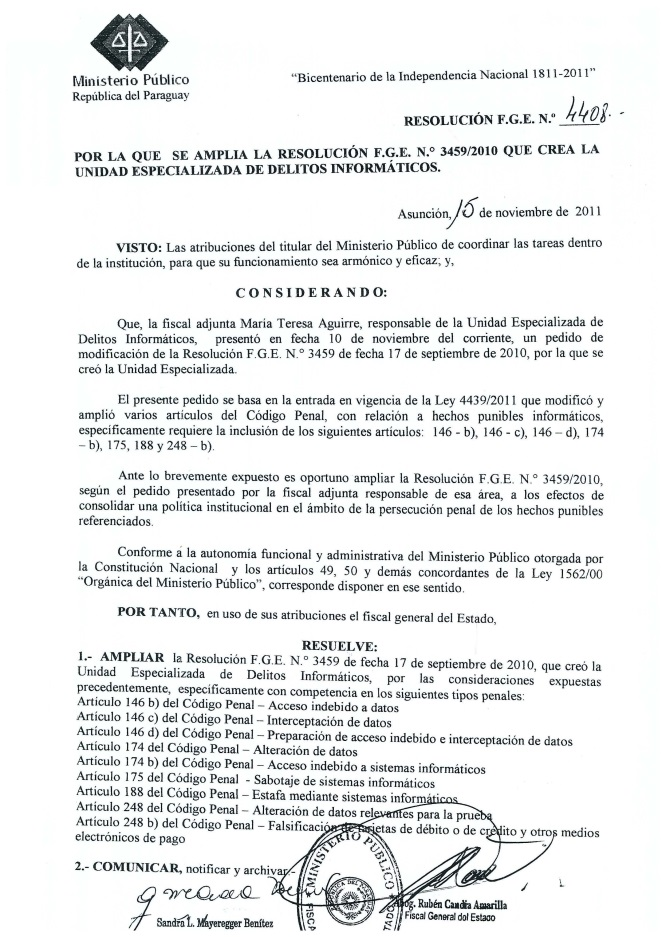 Ministerio Público
República del Paraguay
"Bicentenario de la Independencia Nacional 1811-2011"
RESOLUCIÓN F.G.E. N.° 4408.-
POR LA QUE SE AMPLIA LA RESOLUCIÓN F.G.E. N.° 3459/2010 QUE CREA LA
UNIDAD ESPECIALIZADA DE DELITOS INFORMÁTICOS.
Asunción, 15 de noviembre de 2011
VISTO: Las atribuciones del titular del Ministerio Público de coordinar las tareas dentro
de la institución, para que su funcionamiento sea armónico y eficaz; y,
CONSIDERANDO:
Que, la fiscal adjunta María Teresa Aguirre, responsable de la Unidad Especializada de
Delitos Informáticos, presentó en fecha 10 de noviembre del corriente, un pedido de
modificación de la Resolución F.G.E. N.° 3459 de fecha 17 de septiembre de 2010, por la que se
creó la Unidad Especializada.
El presente pedido se basa en la entrada en vigencia de la Ley 4439/2011 que modificó y
amplió varios artículos del Código Penal, con relación a hechos punibles informáticos,
específicamente requiere la inclusión de los siguientes artículos: 146 - b), 146 - c), 146 – d), 174
– b), 175, 188 y 248 – b).
Ante lo brevemente expuesto es oportuno ampliar la Resolución F.G.E. N.° 3459/2010,
según el pedido presentado por la fiscal adjunta responsable de esa área, a los efectos de
consolidar una política institucional en el ámbito de la persecución penal de los hechos punibles
referenciados.
Conforme a la autonomía funcional y administrativa del Ministerio Público otorgada por
la Constitución Nacional y los artículos 49, 50 y demás concordantes de la Ley 1562/00
"Orgánica del Ministerio Público", corresponde disponer en ese sentido.
POR TANTO, en uso de sus atribuciones el fiscal general del Estado,
RESUELVE:
1.- AMPLIAR la Resolución F.G.E. N.° 3459 de fecha 17 de septiembre de 2010, que creó la
Unidad Especializada de Delitos Informáticos, por las consideraciones expuestas
precedentemente, específicamente con competencia en los siguientes tipos penales:
Artículo 146 b) del Código Penal – Acceso indebido a datos
Artículo 146 c) del Código Penal – Interceptación de datos
Artículo 146 d) del Código Penal – Preparación de acceso indebido e interceptación de datos
Artículo 174 del Código Penal – Alteración de datos
Artículo 174 b) del Código Penal – Acceso indebido a sistemas informáticos
Artículo 175 del Código Penal - Sabotaje de sistemas informáticos
Artículo 188 del Código Penal – Estafa mediante sistemas informáticos
Artículo 248 del Código Penal – Alteración de datos relevantes para la prueba
Artículo 248 b) del Código Penal – Falsificación de tarjetas de débito o de crédito y otros medios
electrónicos de pago
2.- COMUNICAR, notificar y archivar.-
MINISTERIO PÚBLICO
Sandra L. Mayeregger Benítez
Abog. Rubén Candia Amarilla
Fiscal General del Estado